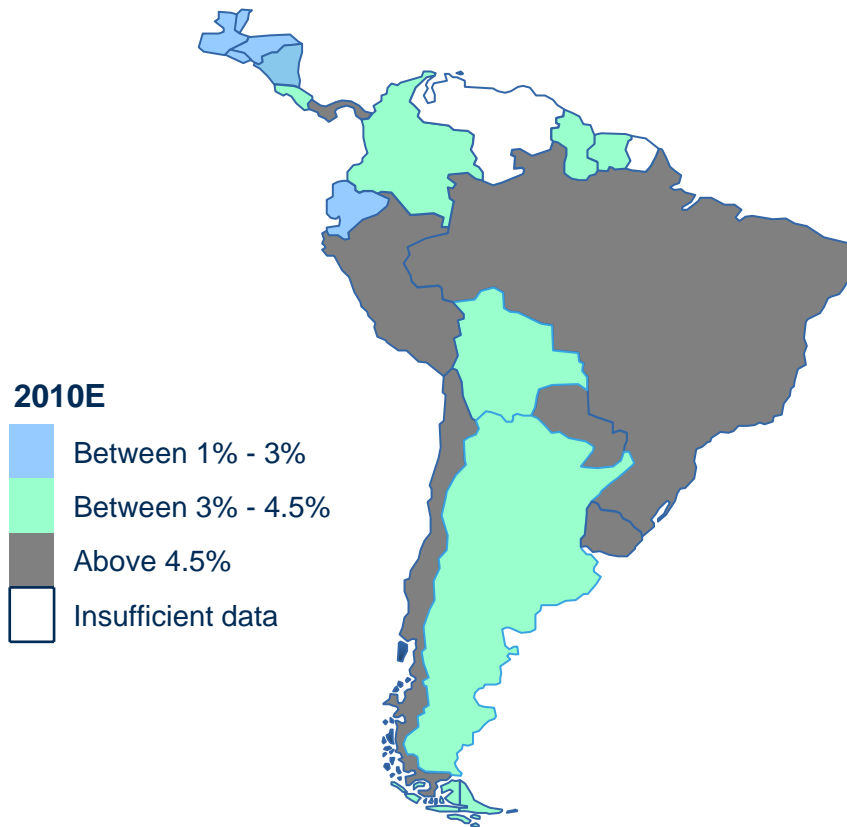 2010E
Between 1% - 3%
Between 3% - 4.5%
Above 4.5%
Insufficient data